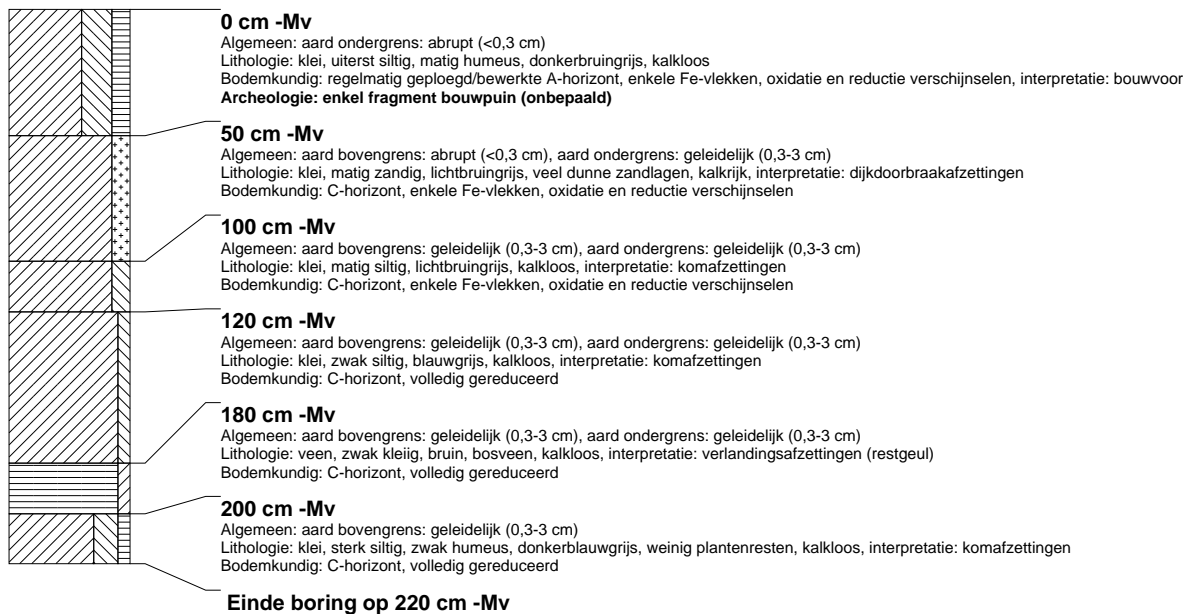 0 cm -Mv
Algemeen: aard ondergrens: abrupt (<0,3 cm)
Lithologie: klei, uiterst siltig, matig humeus, donkerbruingrijs, kalkloos
Bodemkundig: regelmatig geploegd/bewerkte A-horizont, enkele Fe-vlekken, oxidatie en reductie verschijnselen, interpretatie: bouwvoor
Archeologie: enkel fragment bouwpuin (onbepaald)
50 cm -Mv
Algemeen: aard bovengrens: abrupt (<0,3 cm), aard ondergrens: geleidelijk (0,3-3 cm)
Lithologie: klei, matig zandig, lichtbruingrijs, veel dunne zandlagen, kalkrijk, interpretatie: dijkdoorbraakafzettingen
Bodemkundig: C-horizont, enkele Fe-vlekken, oxidatie en reductie verschijnselen
100 cm -Mv
Algemeen: aard bovengrens: geleidelijk (0,3-3 cm), aard ondergrens: geleidelijk (0,3-3 cm)
Lithologie: klei, matig siltig, lichtbruingrijs, kalkloos, interpretatie: komafzettingen
Bodemkundig: C-horizont, enkele Fe-vlekken, oxidatie en reductie verschijnselen
120 cm -Mv
Algemeen: aard bovengrens: geleidelijk (0,3-3 cm), aard ondergrens: geleidelijk (0,3-3 cm)
Lithologie: klei, zwak siltig, blauwgrijs, kalkloos, interpretatie: komafzettingen
Bodemkundig: C-horizont, volledig gereduceerd
180 cm -Mv
Algemeen: aard bovengrens: geleidelijk (0,3-3 cm), aard ondergrens: geleidelijk (0,3-3 cm)
Lithologie: veen, zwak kleiig, bruin, bosveen, kalkloos, interpretatie: verlandingsafzettingen (restgeul)
Bodemkundig: C-horizont, volledig gereduceerd
200 cm -Mv
Algemeen: aard bovengrens: geleidelijk (0,3-3 cm)
Lithologie: klei, sterk siltig, zwak humeus, donkerblauwgrijs, weinig plantenresten, kalkloos, interpretatie: komafzettingen
Bodemkundig: C-horizont, volledig gereduceerd
Einde boring op 220 cm -Mv